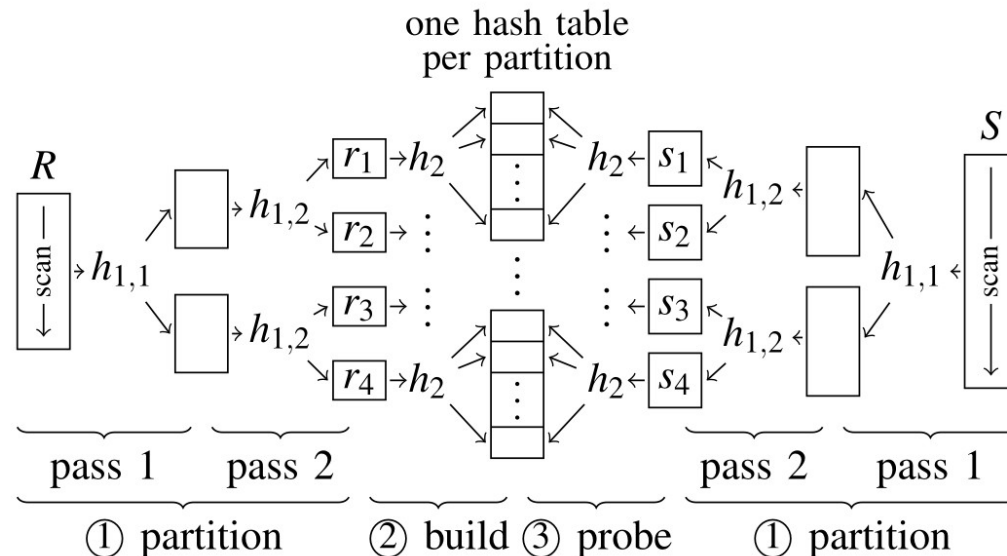 one hash table
per partition
R
S
scan
h1,1
h1,2
h1,2
r1
r2
r3
r4
h2
h2
h2
h2
s1
s2
s3
s4
h1,2
h1,2
h1,1
scan
pass 1
pass 2
pass 2
pass 1
① partition
② build
③ probe
① partition